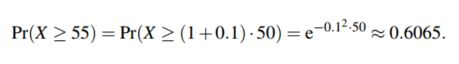 Pr(X ≥ 55) = Pr(X ≥ (1+0.1)·50) = e^{−0.1²·50} ≈ 0.6065.